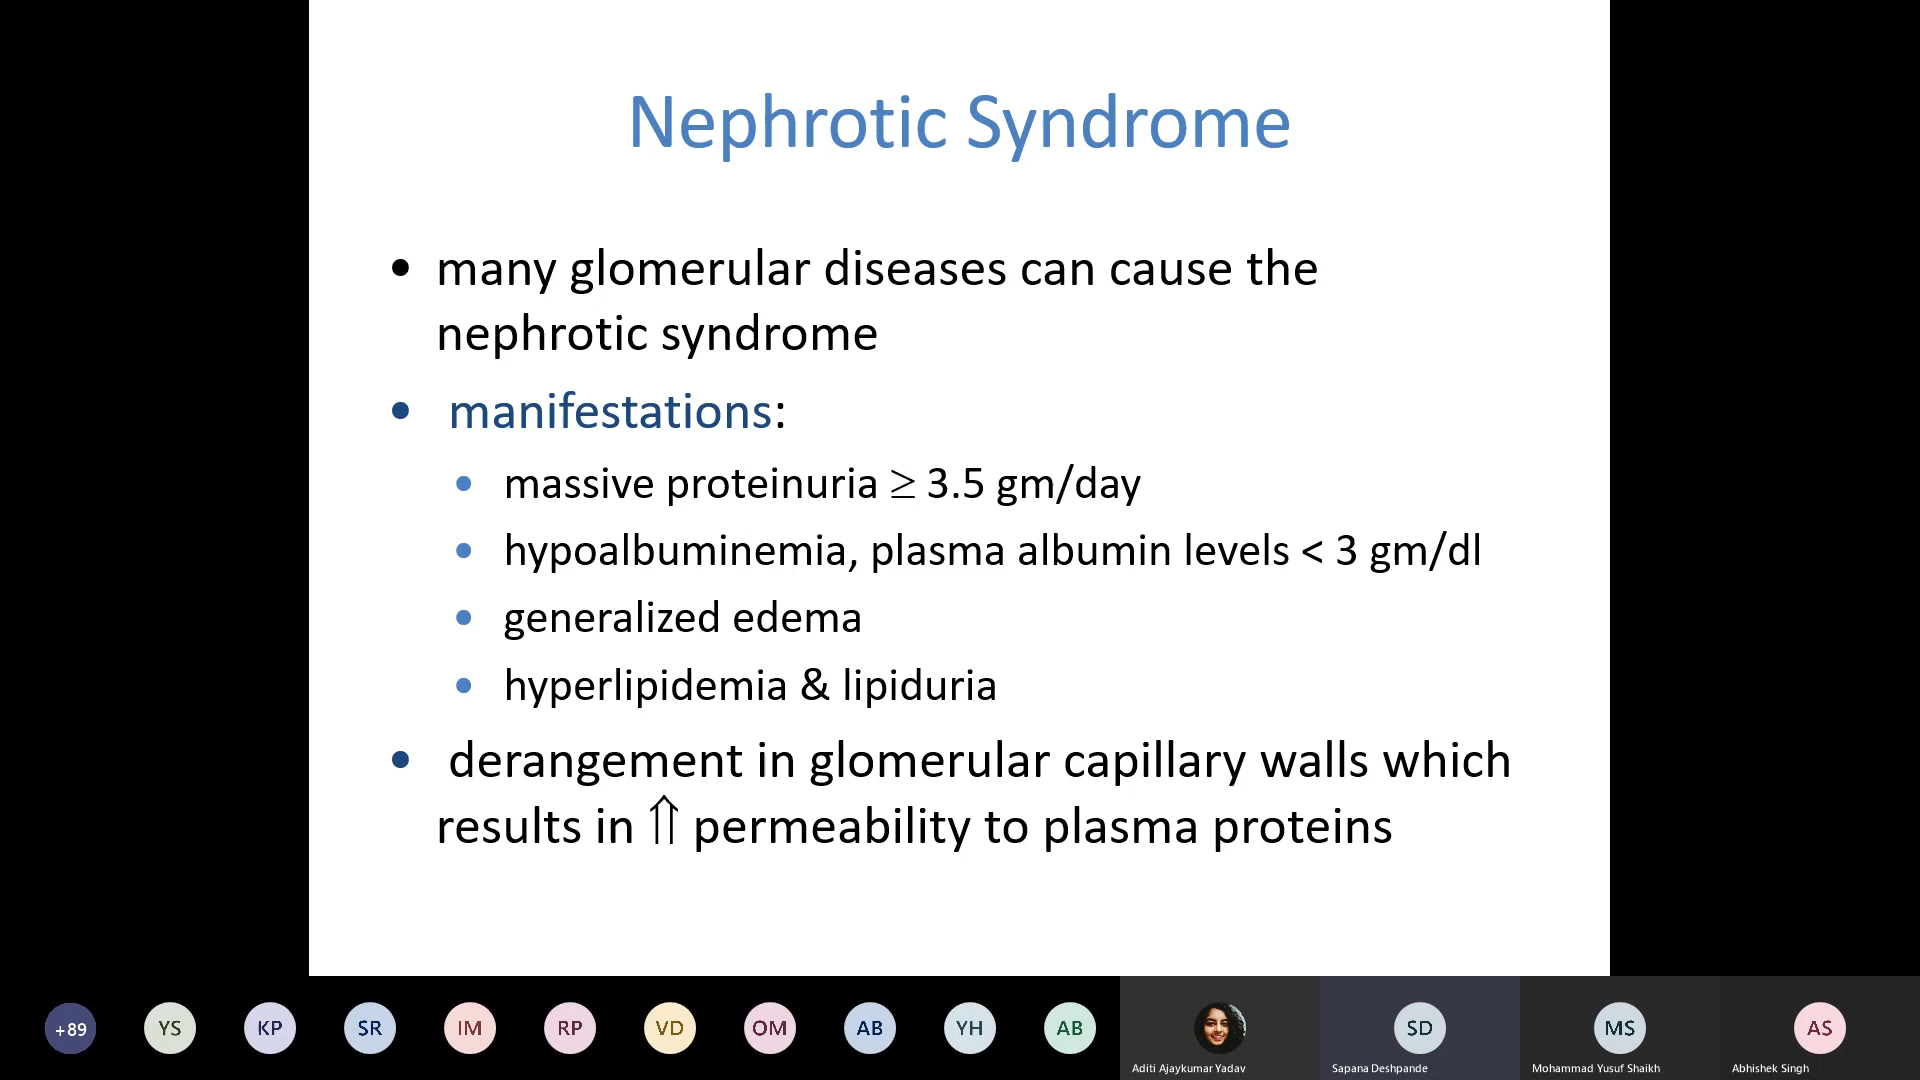 Nephrotic Syndrome
• many glomerular diseases can cause the
nephrotic syndrome
• manifestations:
• massive proteinuria ≥ 3.5 gm/day
• hypoalbuminemia, plasma albumin levels < 3 gm/dl
• generalized edema
• hyperlipidemia & lipiduria
• derangement in glomerular capillary walls which
results in ⇑ permeability to plasma proteins
+89 YS KP SR IM RP VD OM AB YH AB SD MS AS
Aditi Ajaykumar Yadav Sapana Deshpande Mohammad Yusuf Shaikh Abhishek Singh